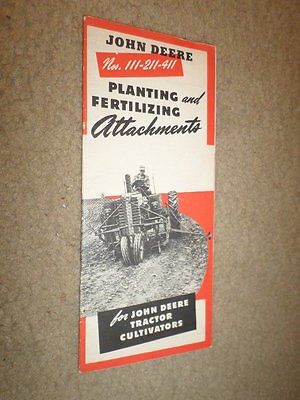 JOHN DEERE
Nos. 111-211-411
PLANTING and
FERTILIZING
Attachments
for JOHN DEERE
TRACTOR
CULTIVATORS